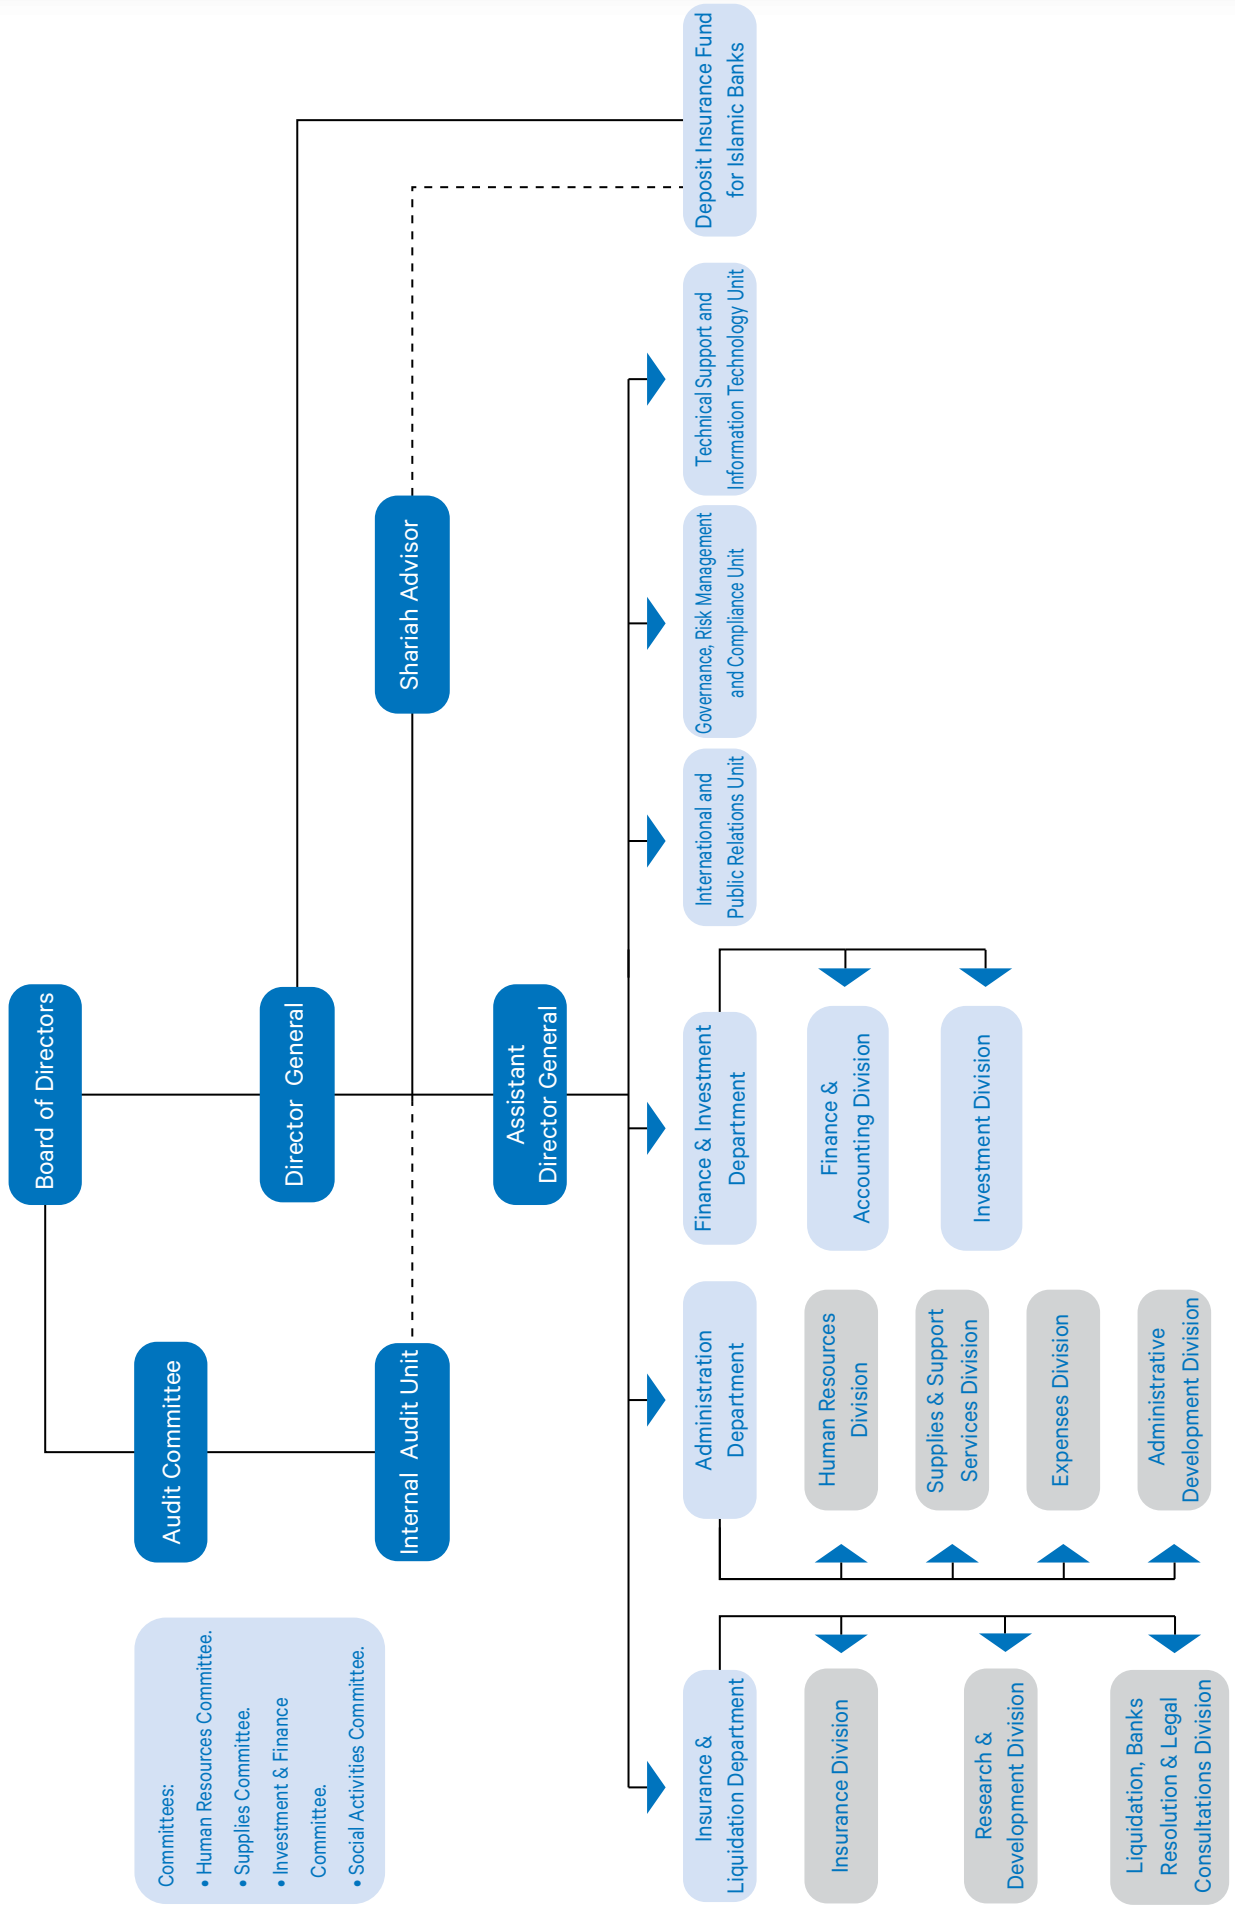 Board of Directors
Audit Committee
Director General
Committees:
• Human Resources Committee.
• Supplies Committee.
• Investment & Finance
Committee.
• Social Activities Committee.
Internal Audit Unit
Shariah Advisor
Assistant
Director General
Insurance &
Liquidation Department
Administration
Department
Finance & Investment
Department
International and
Public Relations Unit
Governance, Risk Management
and Compliance Unit
Technical Support and
Information Technology Unit
Deposit Insurance Fund
for Islamic Banks
Insurance Division
Research &
Development Division
Liquidation, Banks
Resolution & Legal
Consultations Division
Human Resources
Division
Supplies & Support
Services Division
Expenses Division
Administrative
Development Division
Finance &
Accounting Division
Investment Division